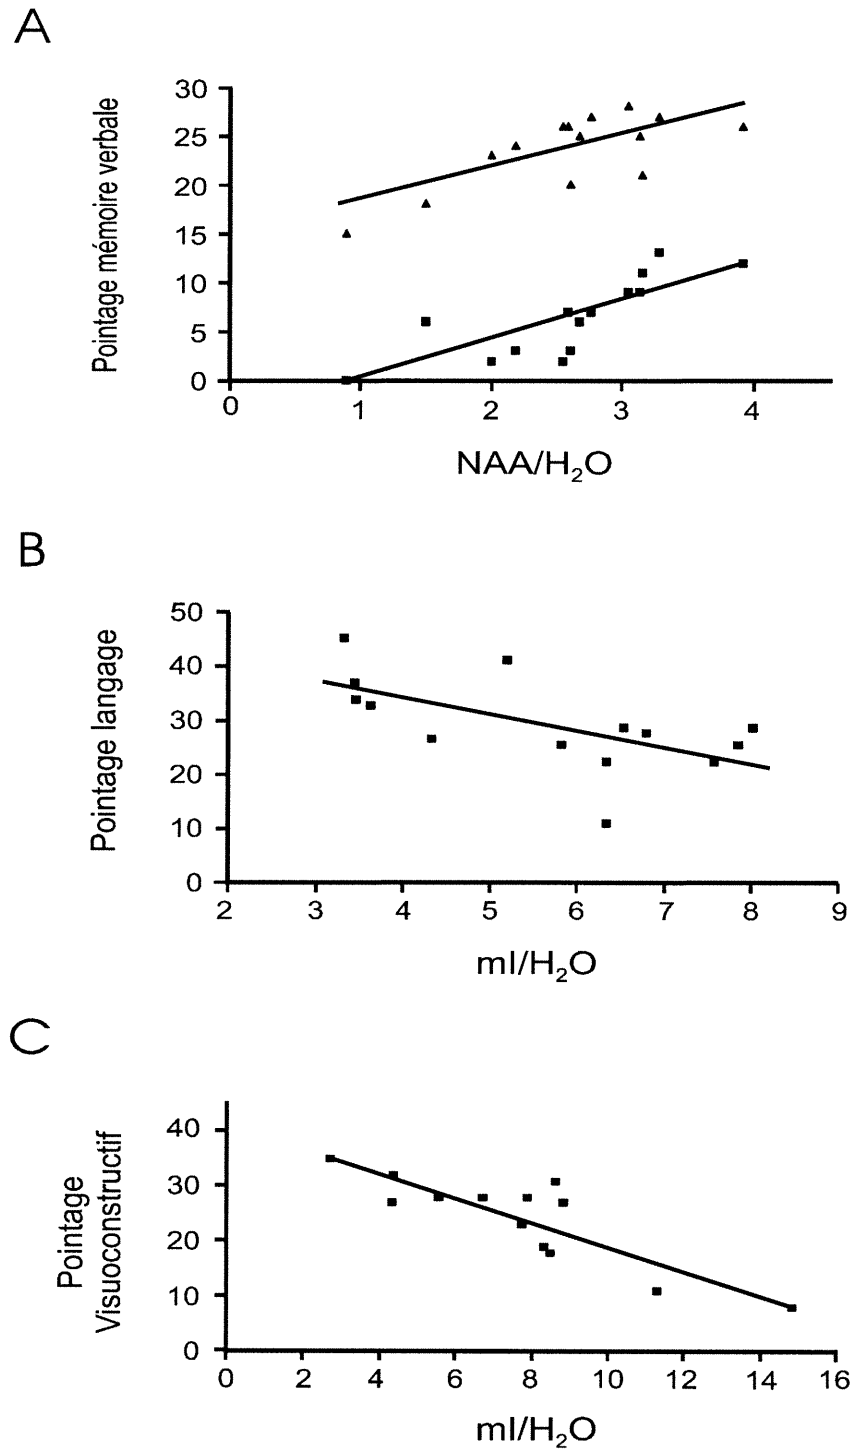 A
Pointage mémoire verbale
30
25
20
15
10
5
0
0 1 2 3 4
NAA/H₂O
B
Pointage langage
50
40
30
20
10
0
2 3 4 5 6 7 8 9
ml/H₂O
C
Pointage
Visuoconstructif
40
30
20
10
0
0 2 4 6 8 10 12 14 16
ml/H₂O